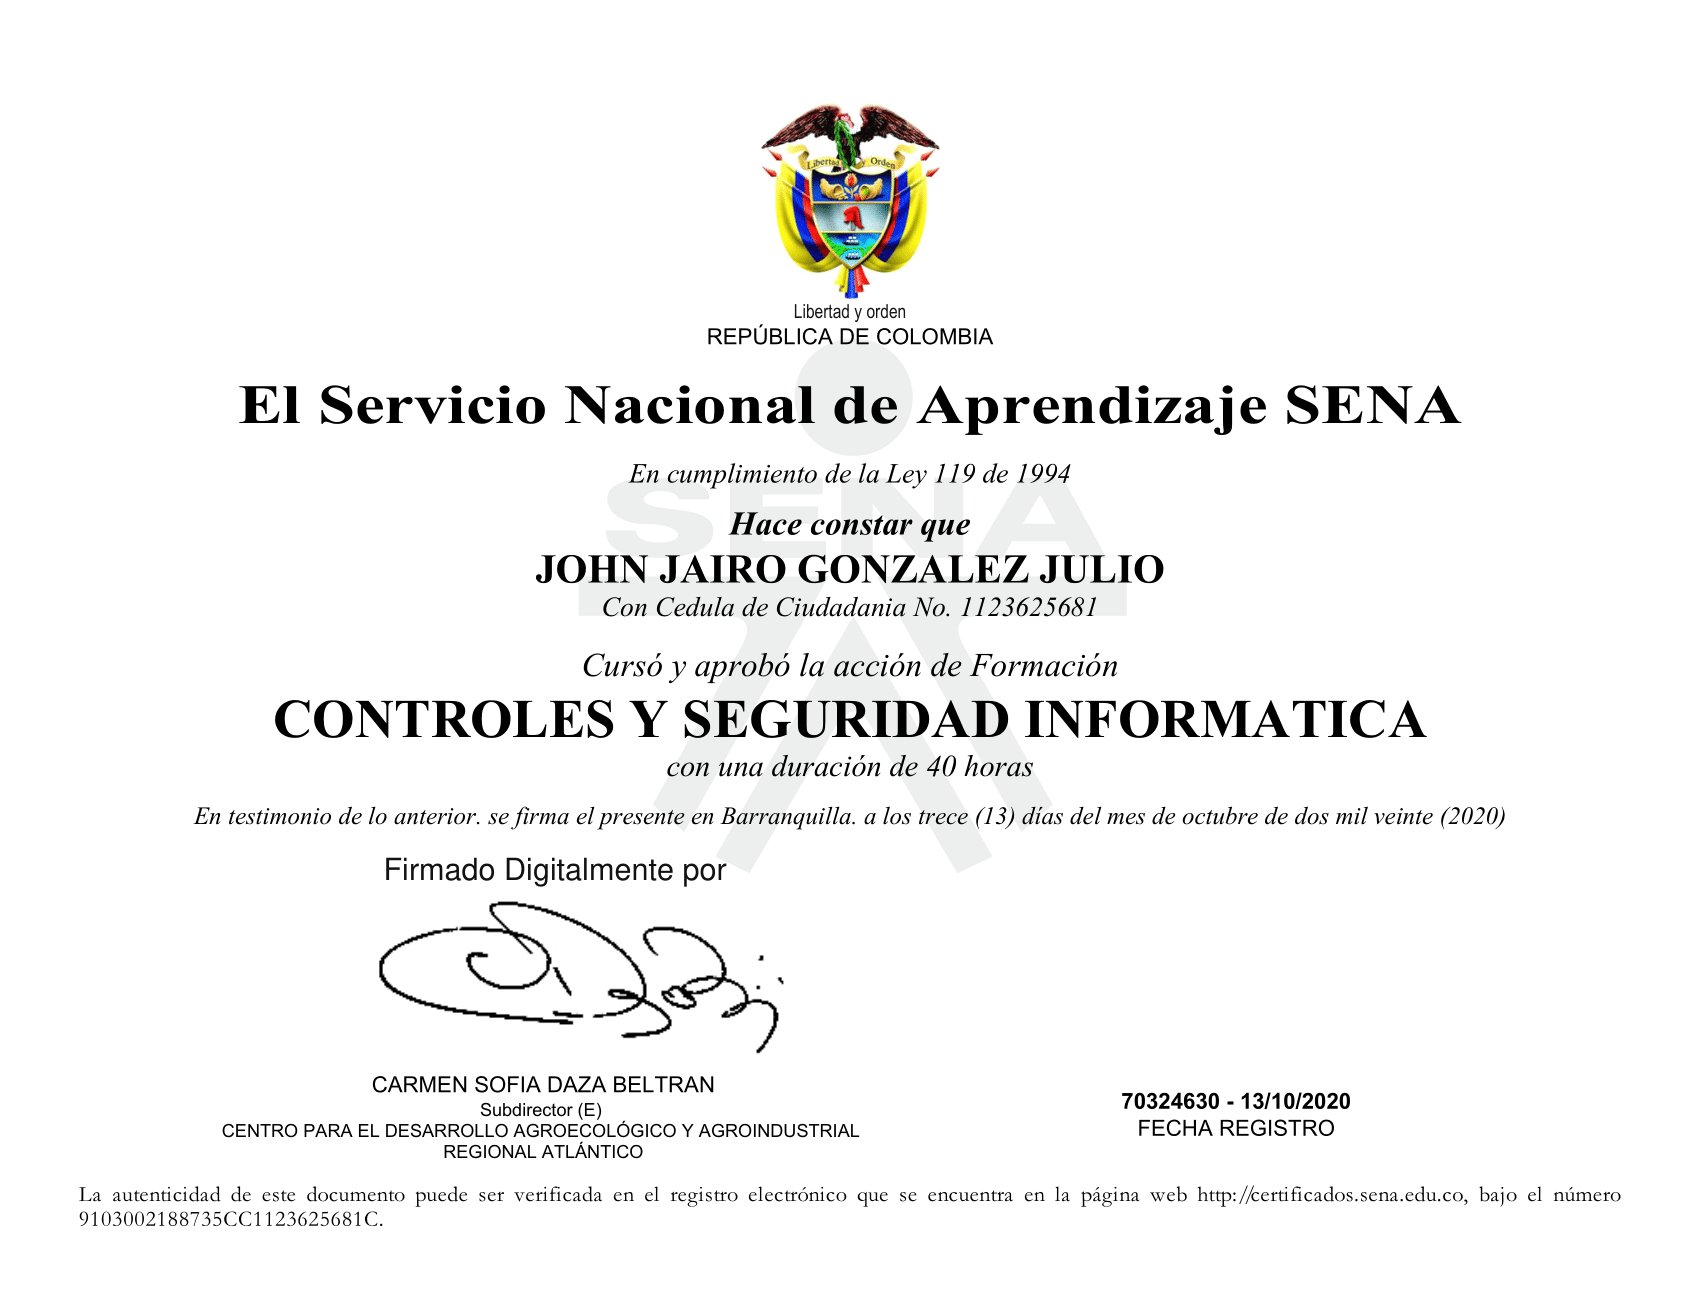 Libertad y Orden
Libertad y orden
REPÚBLICA DE COLOMBIA
El Servicio Nacional de Aprendizaje SENA
En cumplimiento de la Ley 119 de 1994
SENA
Hace constar que
JOHN JAIRO GONZALEZ JULIO
Con Cedula de Ciudadania No. 1123625681
Cursó y aprobó la acción de Formación
CONTROLES Y SEGURIDAD INFORMATICA
con una duración de 40 horas
En testimonio de lo anterior. se firma el presente en Barranquilla. a los trece (13) días del mes de octubre de dos mil veinte (2020)
Firmado Digitalmente por
CARMEN SOFIA DAZA BELTRAN
Subdirector (E)
CENTRO PARA EL DESARROLLO AGROECOLÓGICO Y AGROINDUSTRIAL
REGIONAL ATLÁNTICO
70324630 - 13/10/2020
FECHA REGISTRO
La autenticidad de este documento puede ser verificada en el registro electrónico que se encuentra en la página web http://certificados.sena.edu.co, bajo el número
9103002188735CC1123625681C.